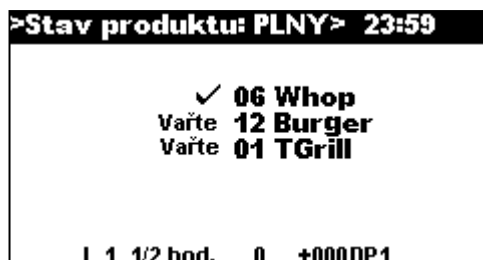 >Stav produktu: PLNY> 23:59
✓ 06 Whop
Vařte 12 Burger
Vařte 01 TGrill
L 1 1/2 hod. 0 +000DP1